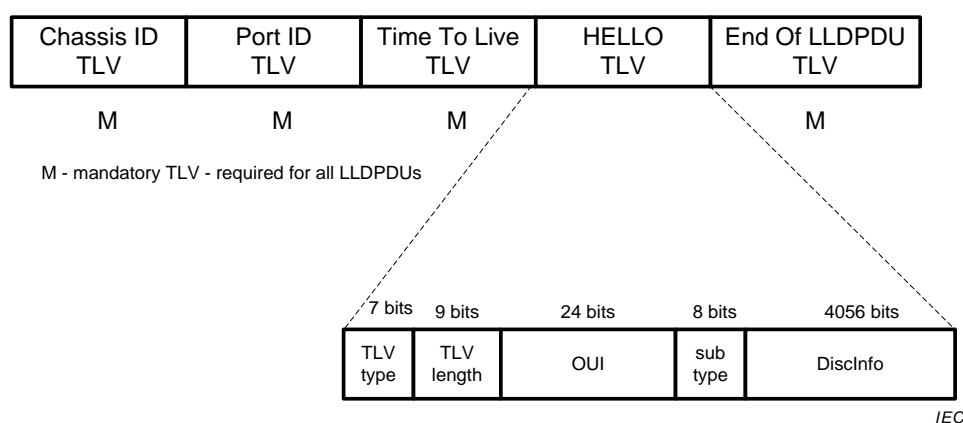 Chassis ID TLV
Port ID TLV
Time To Live TLV
HELLO TLV
End Of LLDPDU TLV
M
M
M
M
M - mandatory TLV - required for all LLDPDUs
7 bits
9 bits
24 bits
8 bits
4056 bits
TLV type
TLV length
OUI
sub type
DiscInfo
IEC